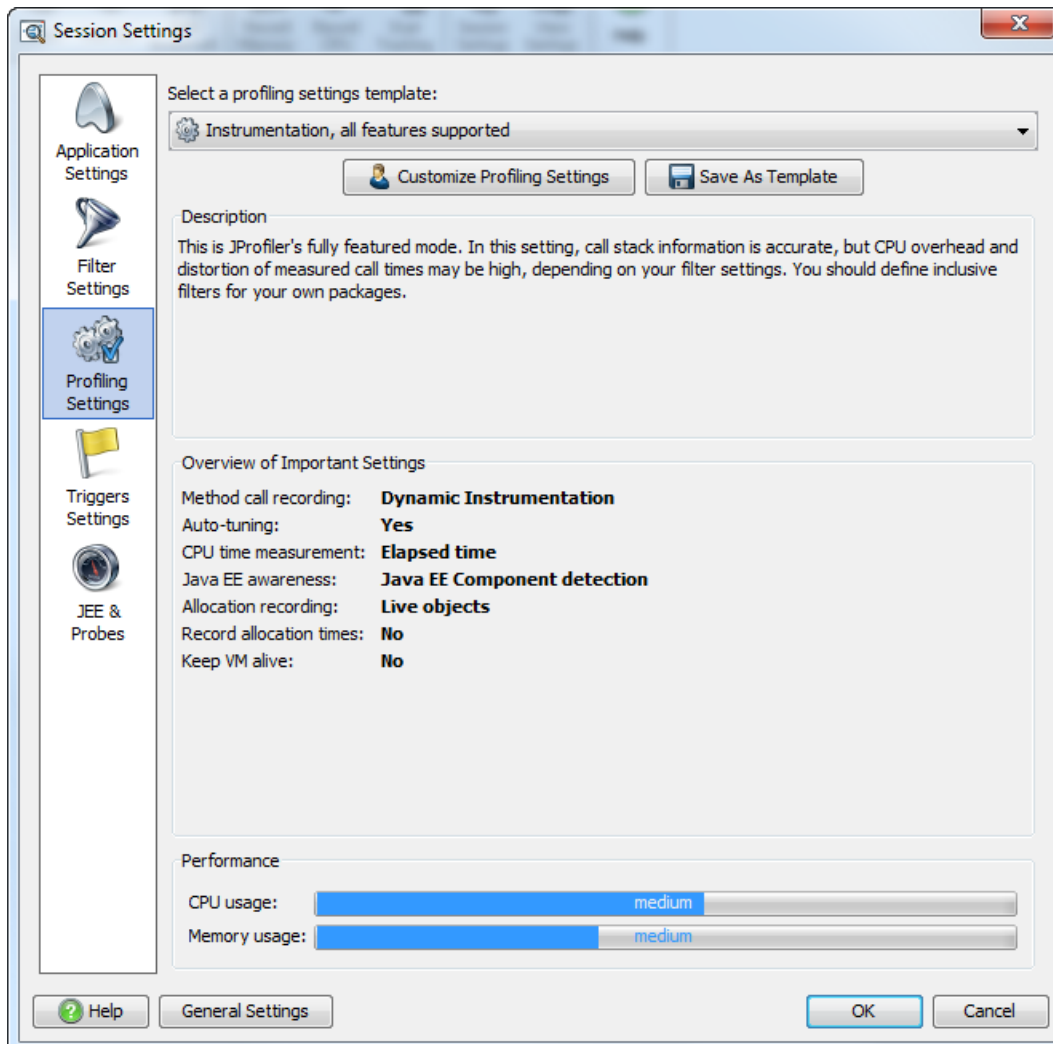 Session Settings
Application
Settings
Filter
Settings
Profiling
Settings
Triggers
Settings
JEE &
Probes
Select a profiling settings template:
Instrumentation, all features supported
Customize Profiling Settings
Save As Template
Description
This is JProfiler's fully featured mode. In this setting, call stack information is accurate, but CPU overhead and
distortion of measured call times may be high, depending on your filter settings. You should define inclusive
filters for your own packages.
Overview of Important Settings
Method call recording: Dynamic Instrumentation
Auto-tuning: Yes
CPU time measurement: Elapsed time
Java EE awareness: Java EE Component detection
Allocation recording: Live objects
Record allocation times: No
Keep VM alive: No
Performance
CPU usage: medium
Memory usage: medium
Help
General Settings
OK
Cancel